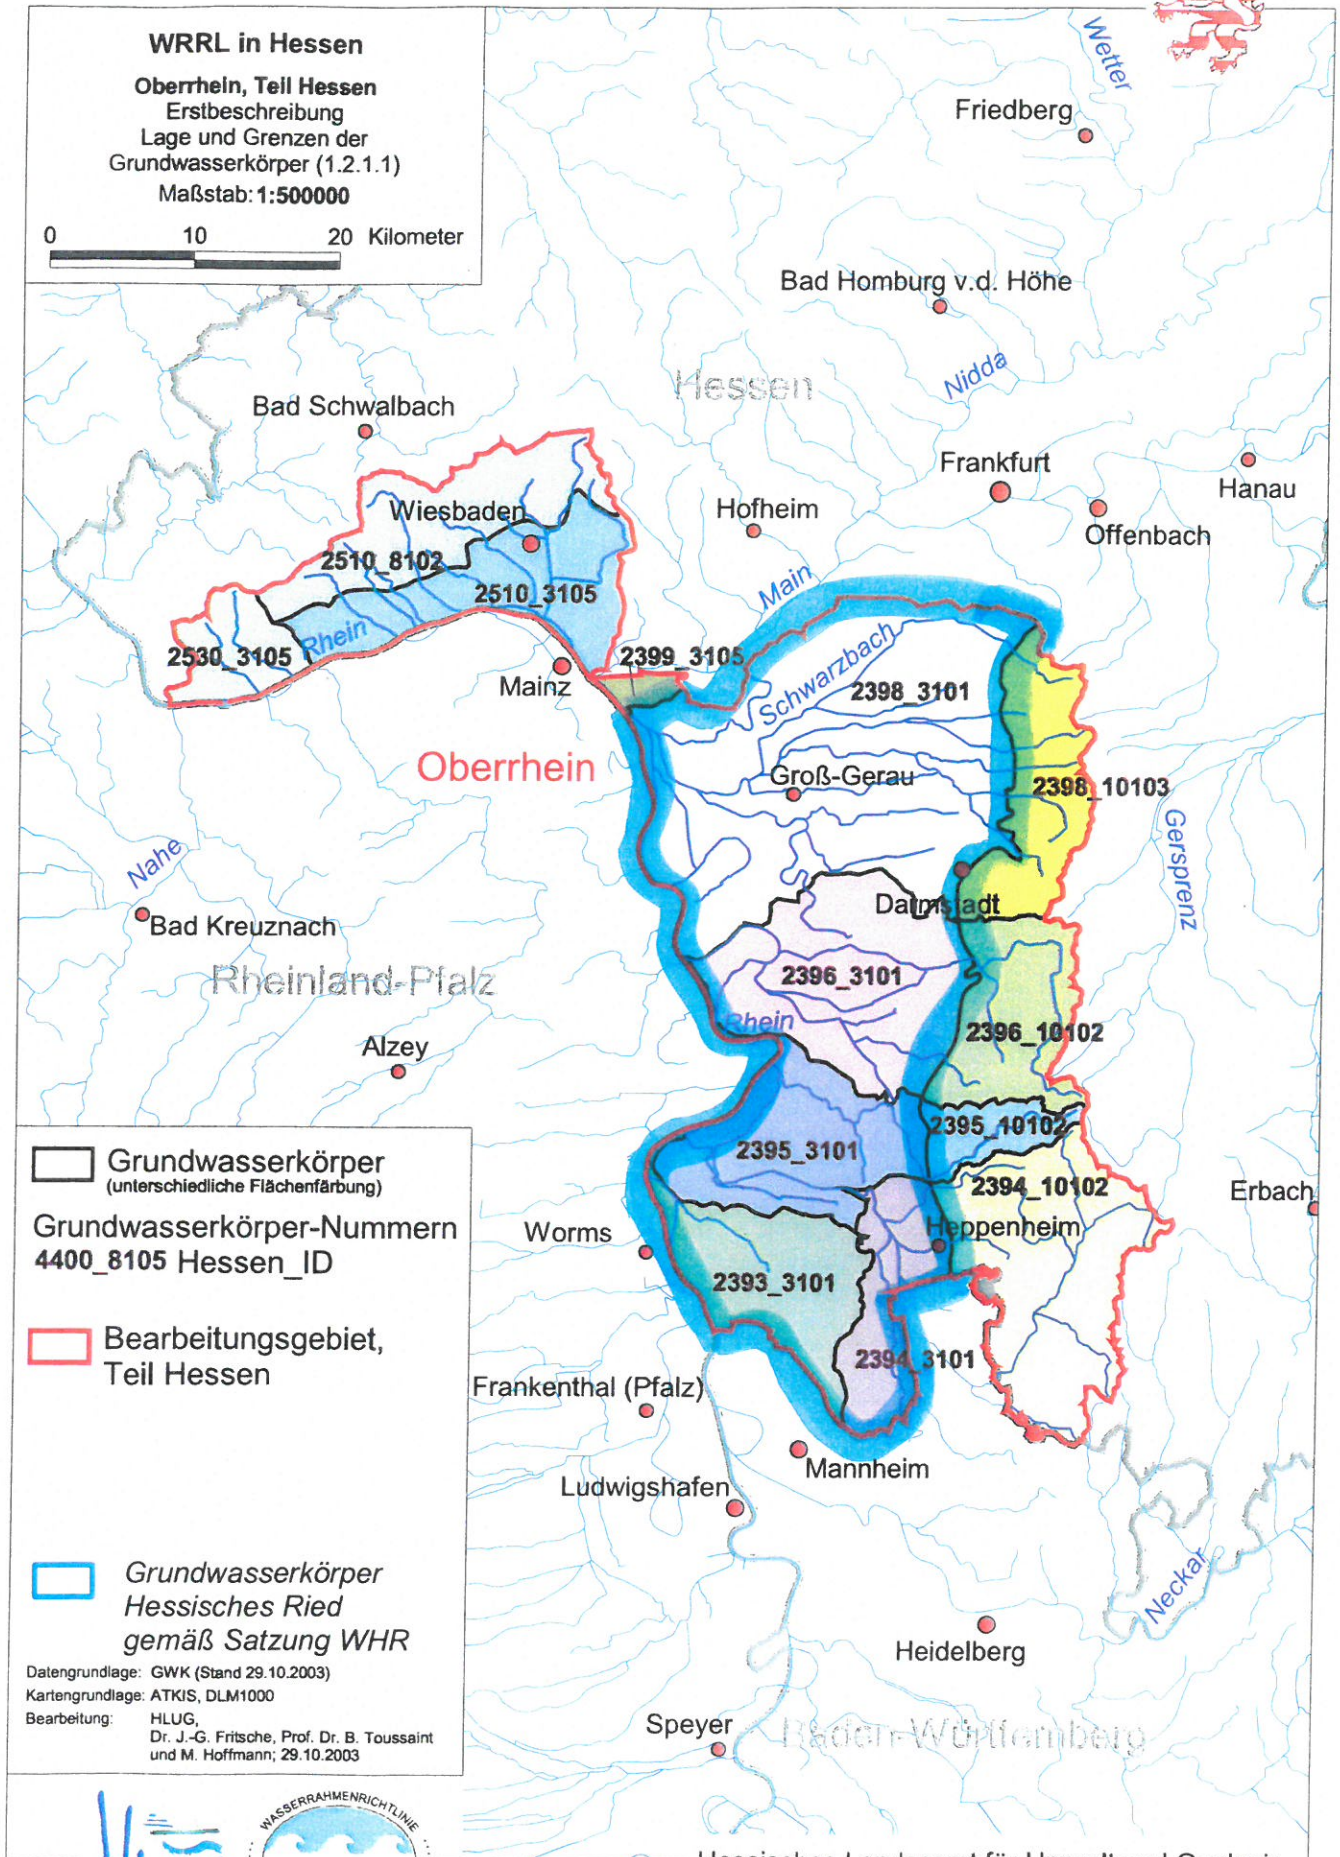 WRRL in Hessen
Oberrhein, Teil Hessen
Erstbeschreibung
Lage und Grenzen der
Grundwasserkörper (1.2.1.1)
Maßstab: 1:500000
0 10 20 Kilometer
Wetter
Friedberg
Bad Homburg v.d. Höhe
Nidda
Hessen
Bad Schwalbach
Frankfurt
Hanau
Wiesbaden
Hofheim
Offenbach
2510_8102
2510_3105
Main
Rhein
2530_3105
2399_3105
Schwarzbach
Mainz
2398_3101
Oberrhein
Groß-Gerau
2398_10103
Gersprenz
Nahe
Bad Kreuznach
Darmstadt
Rheinland-Pfalz
2396_3101
Rhein
2396_10102
Alzey
2395_10102
2395_3101
2394_10102
Erbach
Worms
Heppenheim
2393_3101
2394_3101
Frankenthal (Pfalz)
Mannheim
Ludwigshafen
Neckar
Heidelberg
Speyer
Baden-Württemberg
Grundwasserkörper
(unterschiedliche Flächenfärbung)
Grundwasserkörper-Nummern
4400_8105 Hessen_ID
Bearbeitungsgebiet,
Teil Hessen
Grundwasserkörper
Hessisches Ried
gemäß Satzung WHR
Datengrundlage: GWK (Stand 29.10.2003)
Kartengrundlage: ATKIS, DLM1000
Bearbeitung: HLUG,
Dr. J.-G. Fritsche, Prof. Dr. B. Toussaint
und M. Hoffmann; 29.10.2003
WASSERRAHMENRICHTLINIE